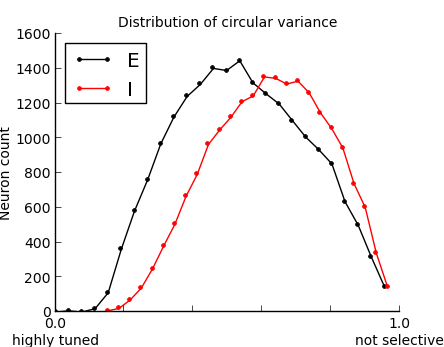 Distribution of circular variance
1600
1400
1200
1000
800
600
400
200
0
Neuron count
E
I
0.0
1.0
highly tuned
not selective